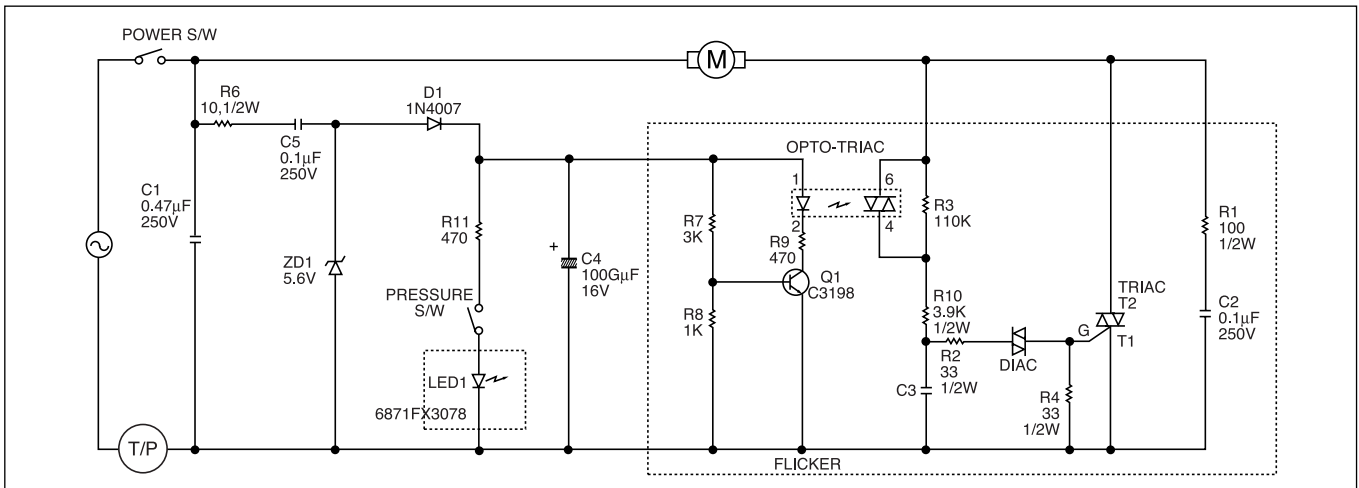 POWER S/W
M
R6
10,1/2W
D1
1N4007
C5
0.1µF
250V
OPTO-TRIAC
1
6
C1
0.47µF
250V
R11
470
R7
3K
2
4
R3
110K
R9
470
R1
100
1/2W
+
C4
100GµF
16V
ZD1
5.6V
Q1
C3198
TRIAC
T2
PRESSURE
S/W
R10
3.9K
1/2W
C2
0.1µF
250V
R8
1K
G
T1
R2
33
1/2W
DIAC
LED1
C3
R4
33
1/2W
6871FX3078
T/P
FLICKER